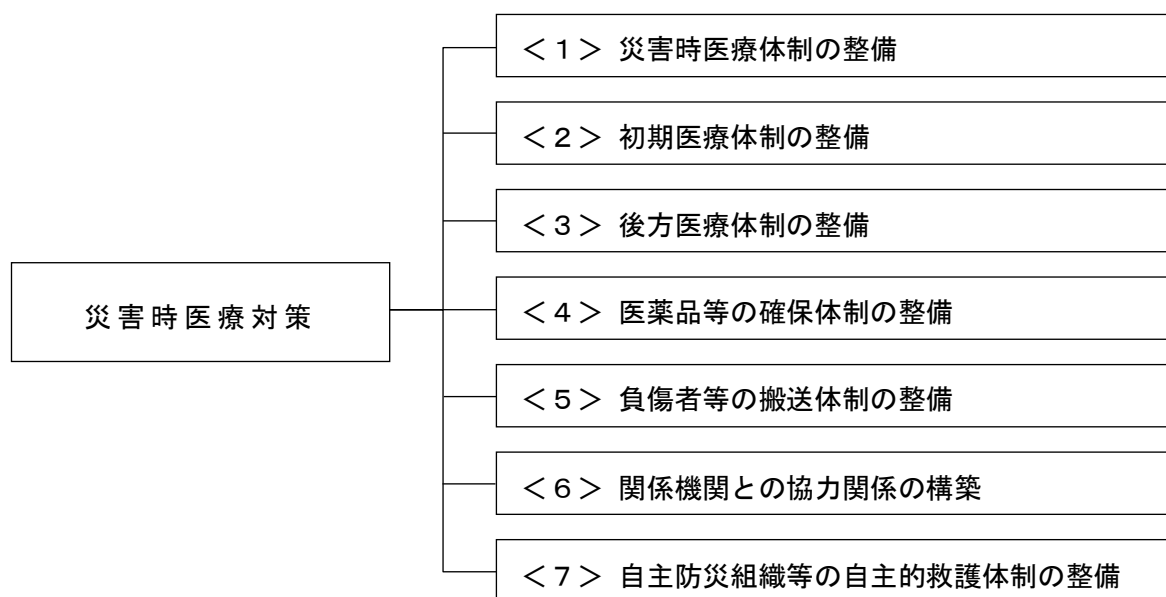 ＜１＞ 災害時医療体制の整備
＜２＞ 初期医療体制の整備
＜３＞ 後方医療体制の整備
災害時医療対策
＜４＞ 医薬品等の確保体制の整備
＜５＞ 負傷者等の搬送体制の整備
＜６＞ 関係機関との協力関係の構築
＜７＞ 自主防災組織等の自主的救護体制の整備